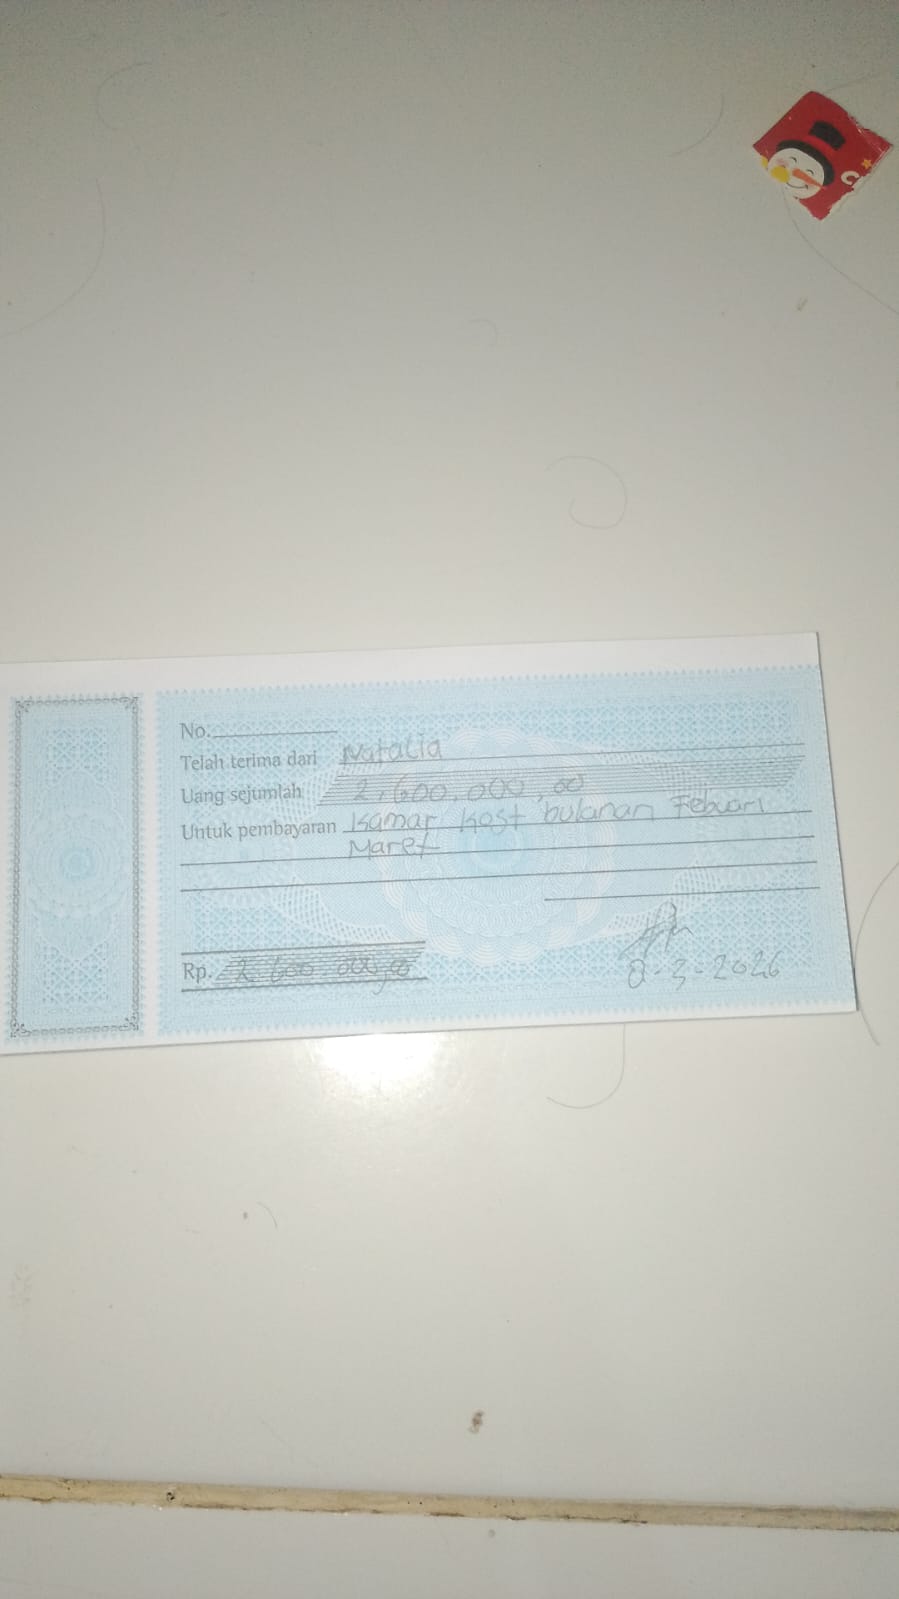 No.
Telah terima dari Natalia
Uang sejumlah 2.600.000,00
Untuk pembayaran Kamar Kost bulanan Febuari
Maret
Rp. 2.600.000,00
8-3-2026
C